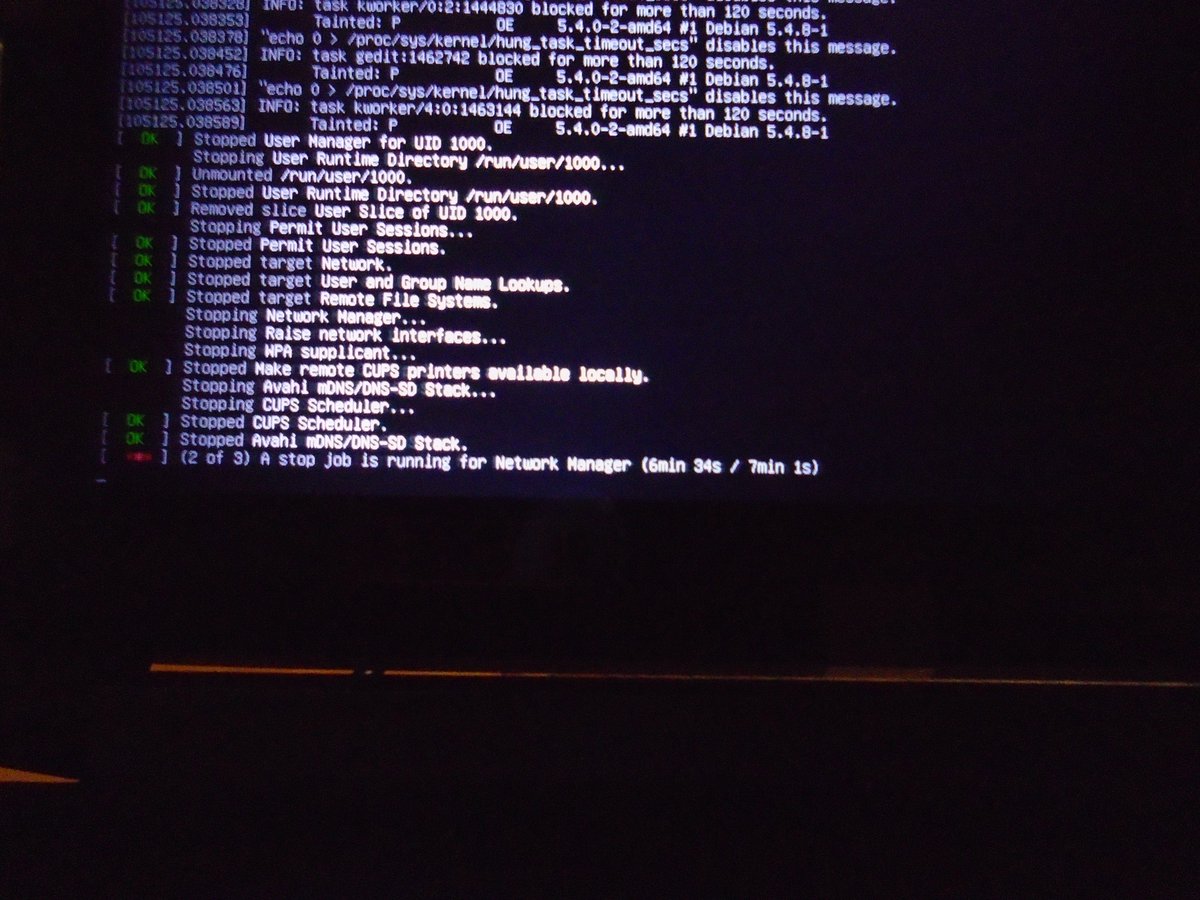 [105125.038328] INFO: task kworker/0:2:1444830 blocked for more than 120 seconds.
[105125.038353]       Tainted: P           OE     5.4.0-2-amd64 #1 Debian 5.4.8-1
[105125.038378] "echo 0 > /proc/sys/kernel/hung_task_timeout_secs" disables this message.
[105125.038452] INFO: task gedit:1462742 blocked for more than 120 seconds.
[105125.038476]       Tainted: P           OE     5.4.0-2-amd64 #1 Debian 5.4.8-1
[105125.038501] "echo 0 > /proc/sys/kernel/hung_task_timeout_secs" disables this message.
[105125.038563] INFO: task kworker/4:0:1463144 blocked for more than 120 seconds.
[105125.038589]       Tainted: P           OE     5.4.0-2-amd64 #1 Debian 5.4.8-1
[  OK  ] Stopped User Manager for UID 1000.
Stopping User Runtime Directory /run/user/1000...
[  OK  ] Unmounted /run/user/1000.
[  OK  ] Stopped User Runtime Directory /run/user/1000.
[  OK  ] Removed slice User Slice of UID 1000.
Stopping Permit User Sessions...
[  OK  ] Stopped Permit User Sessions.
[  OK  ] Stopped target Network.
[  OK  ] Stopped target User and Group Name Lookups.
[  OK  ] Stopped target Remote File Systems.
Stopping Network Manager...
Stopping Raise network interfaces...
Stopping WPA supplicant...
[  OK  ] Stopped Make remote CUPS printers available locally.
Stopping Avahi mDNS/DNS-SD Stack...
Stopping CUPS Scheduler...
[  OK  ] Stopped CUPS Scheduler.
[  OK  ] Stopped Avahi mDNS/DNS-SD Stack.
[ *** ] (2 of 3) A stop job is running for Network Manager (6min 34s / 7min 1s)